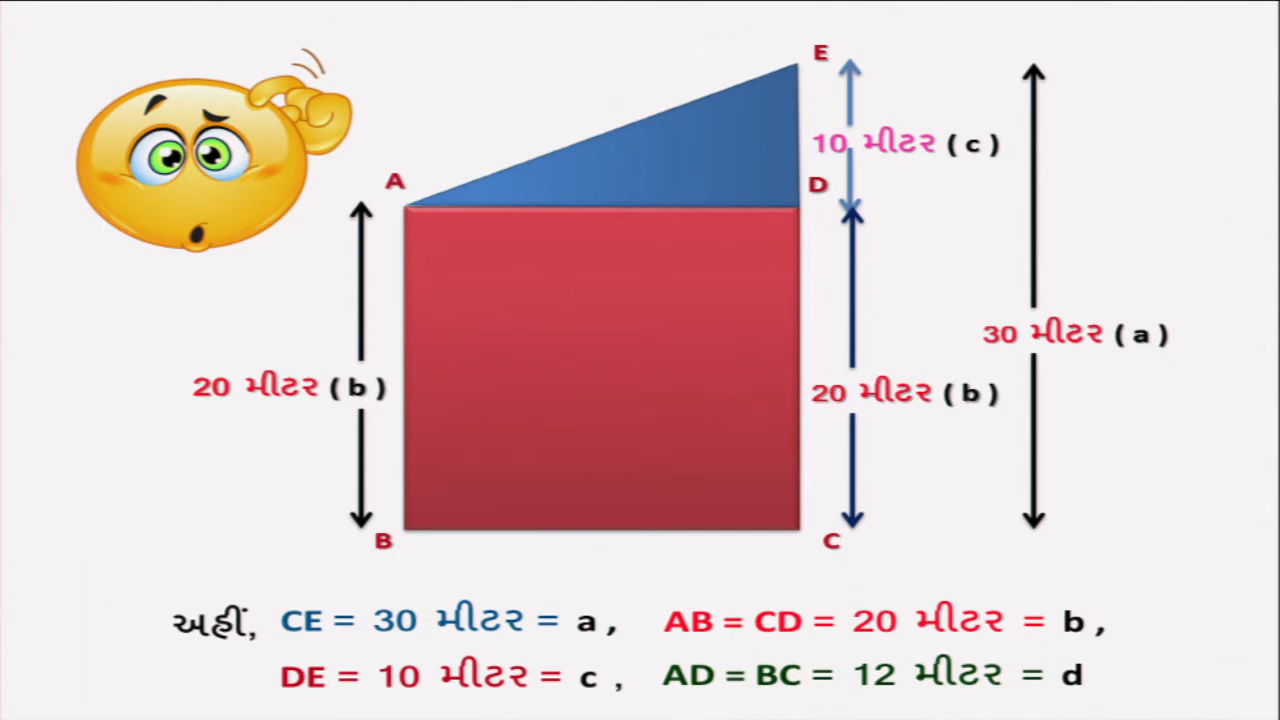 E
10 મીટર ( c )
A
D
30 મીટર ( a )
20 મીટર ( b )
20 મીટર ( b )
B
C
અહીં, CE = 30 મીટર = a , AB = CD = 20 મીટર = b ,
DE = 10 મીટર = c , AD = BC = 12 મીટર = d